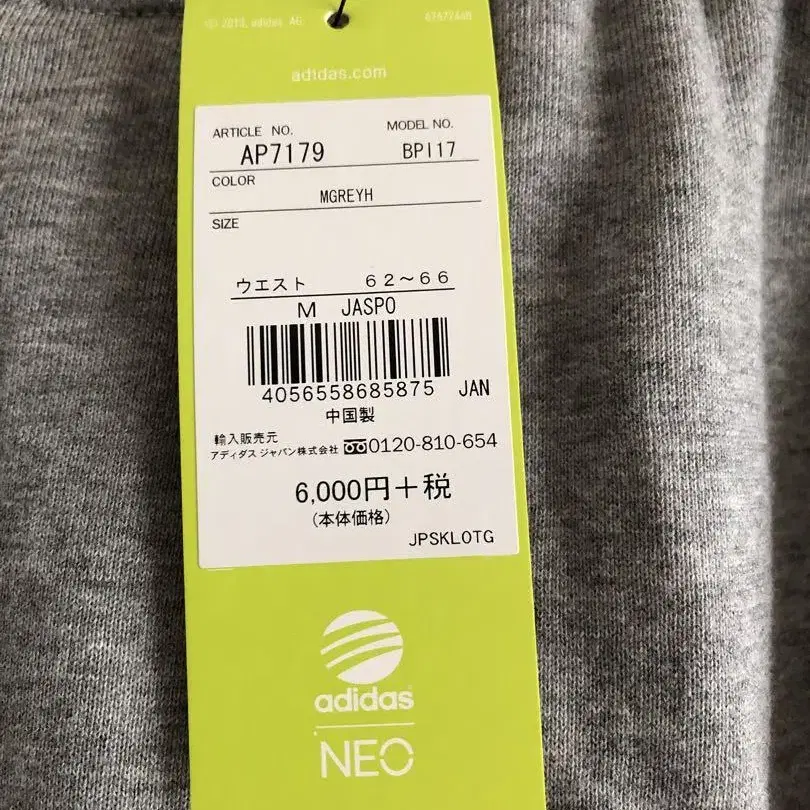 (C) 2013, adidas AG
adidas.com
ARTICLE NO. MODEL NO.
AP7179 BPI17
COLOR
MGREYH
SIZE
ウエスト 62～66
M JASPO
4056558685875 JAN
中国製
輸入販売元
アディダス ジャパン株式会社 0120-810-654
6,000円＋税
(本体価格)
JPSKLOTG
adidas
NEO